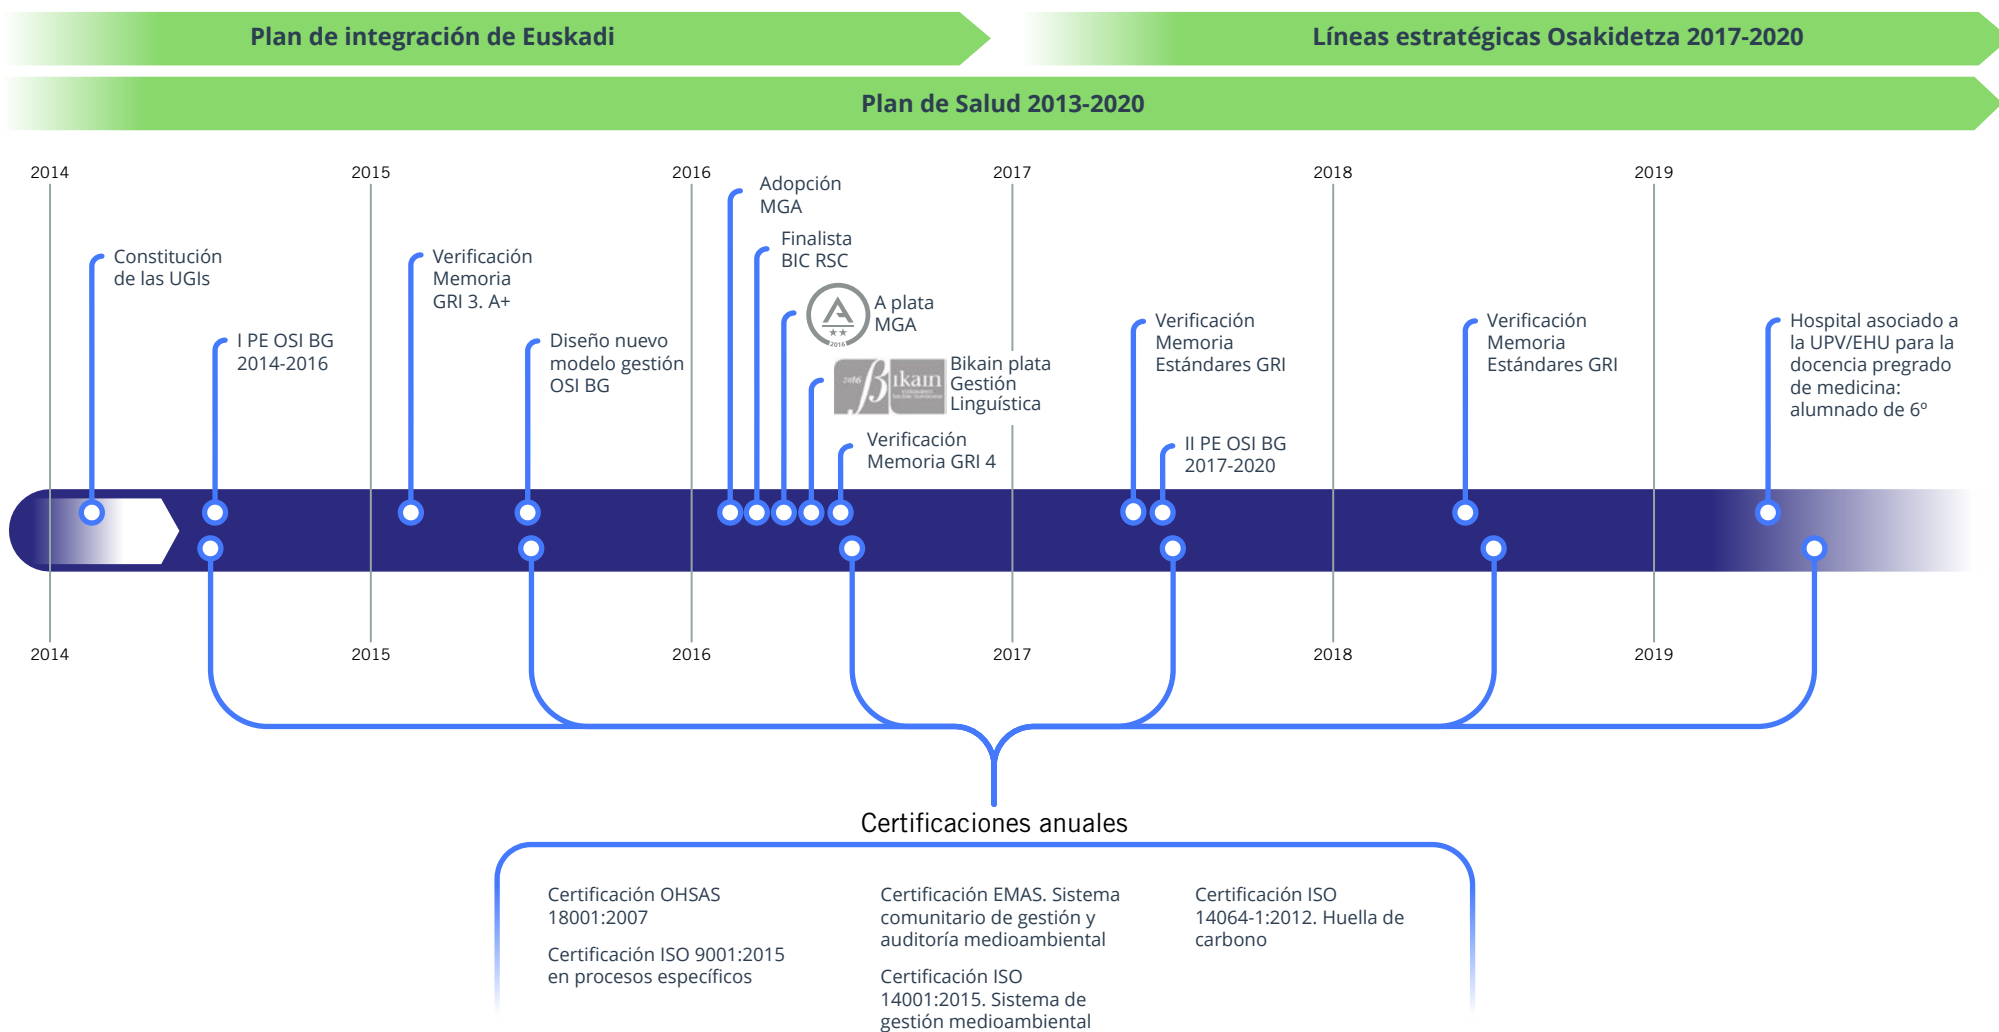 Plan de integración de Euskadi
Líneas estratégicas Osakidetza 2017-2020
Plan de Salud 2013-2020
2014
2015
2016
2017
2018
2019
Constitución
de las UGIs
I PE OSI BG
2014-2016
Verificación
Memoria
GRI 3. A+
Diseño nuevo
modelo gestión
OSI BG
Adopción
MGA
Finalista
BIC RSC
A
2016
A plata
MGA
2016
Bikain
Bikain plata
Gestión
Linguística
Verificación
Memoria GRI 4
Verificación
Memoria
Estándares GRI
II PE OSI BG
2017-2020
Verificación
Memoria
Estándares GRI
Hospital asociado a
la UPV/EHU para la
docencia pregrado
de medicina:
alumnado de 6º
2014
2015
2016
2017
2018
2019
Certificaciones anuales
Certificación OHSAS
18001:2007
Certificación ISO 9001:2015
en procesos específicos
Certificación EMAS. Sistema
comunitario de gestión y
auditoría medioambiental
Certificación ISO
14001:2015. Sistema de
gestión medioambiental
Certificación ISO
14064-1:2012. Huella de
carbono